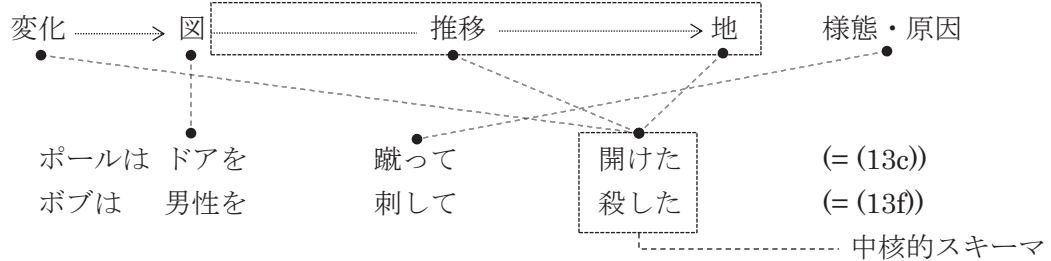 変化 図 推移 地 様態・原因
ポールは ドアを 蹴って 開けた (= (13c))
ボブは 男性を 刺して 殺した (= (13f))
中核的スキーマ